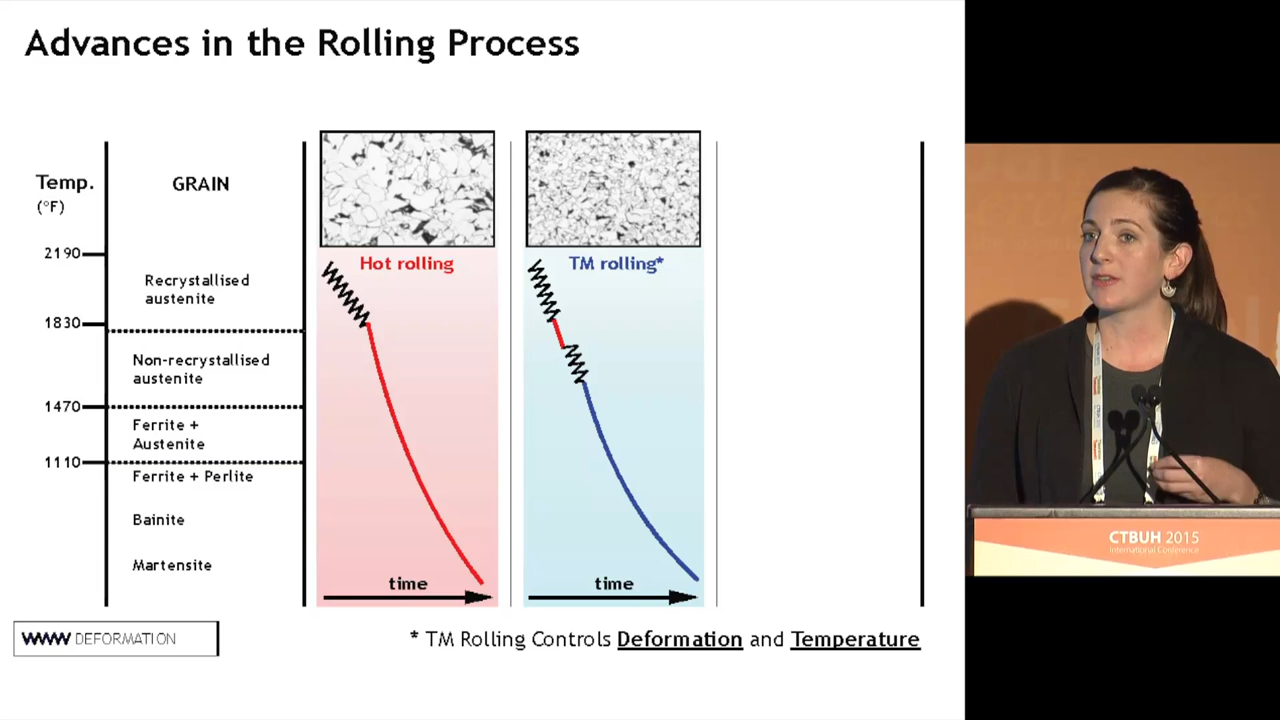 Advances in the Rolling Process
Temp.
(°F)
GRAIN
2190
Recrystallised
austenite
1830
Non-recrystallised
austenite
1470
Ferrite +
Austenite
1110
Ferrite + Perlite
Bainite
Martensite
Hot rolling
time
TM rolling*
time
DEFORMATION
* TM Rolling Controls Deformation and Temperature
CTBUH 2015
International Conference